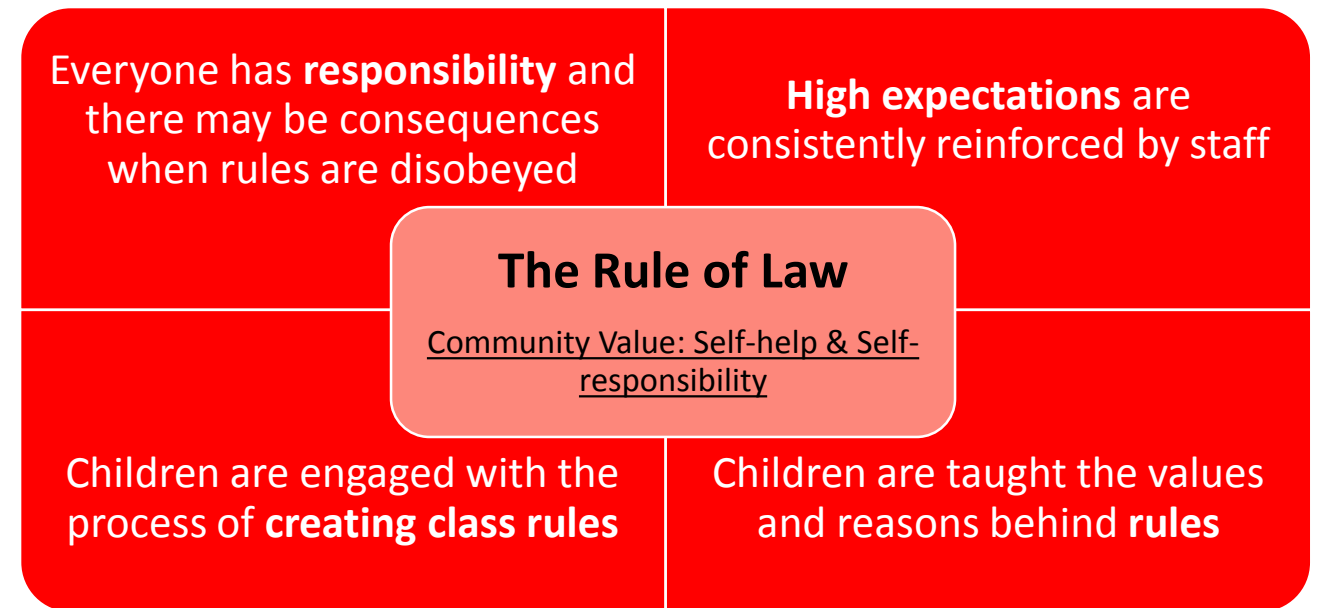 Everyone has responsibility and
there may be consequences
when rules are disobeyed
High expectations are
consistently reinforced by staff
The Rule of Law
Community Value: Self-help & Self-
responsibility
Children are engaged with the
process of creating class rules
Children are taught the values
and reasons behind rules